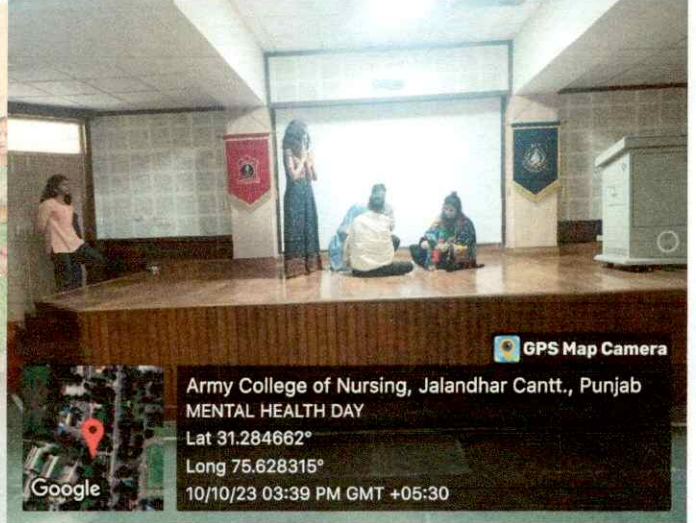 GPS Map Camera
Army College of Nursing, Jalandhar Cantt., Punjab
MENTAL HEALTH DAY
Lat 31.284662°
Long 75.628315°
10/10/23 03:39 PM GMT +05:30
Google